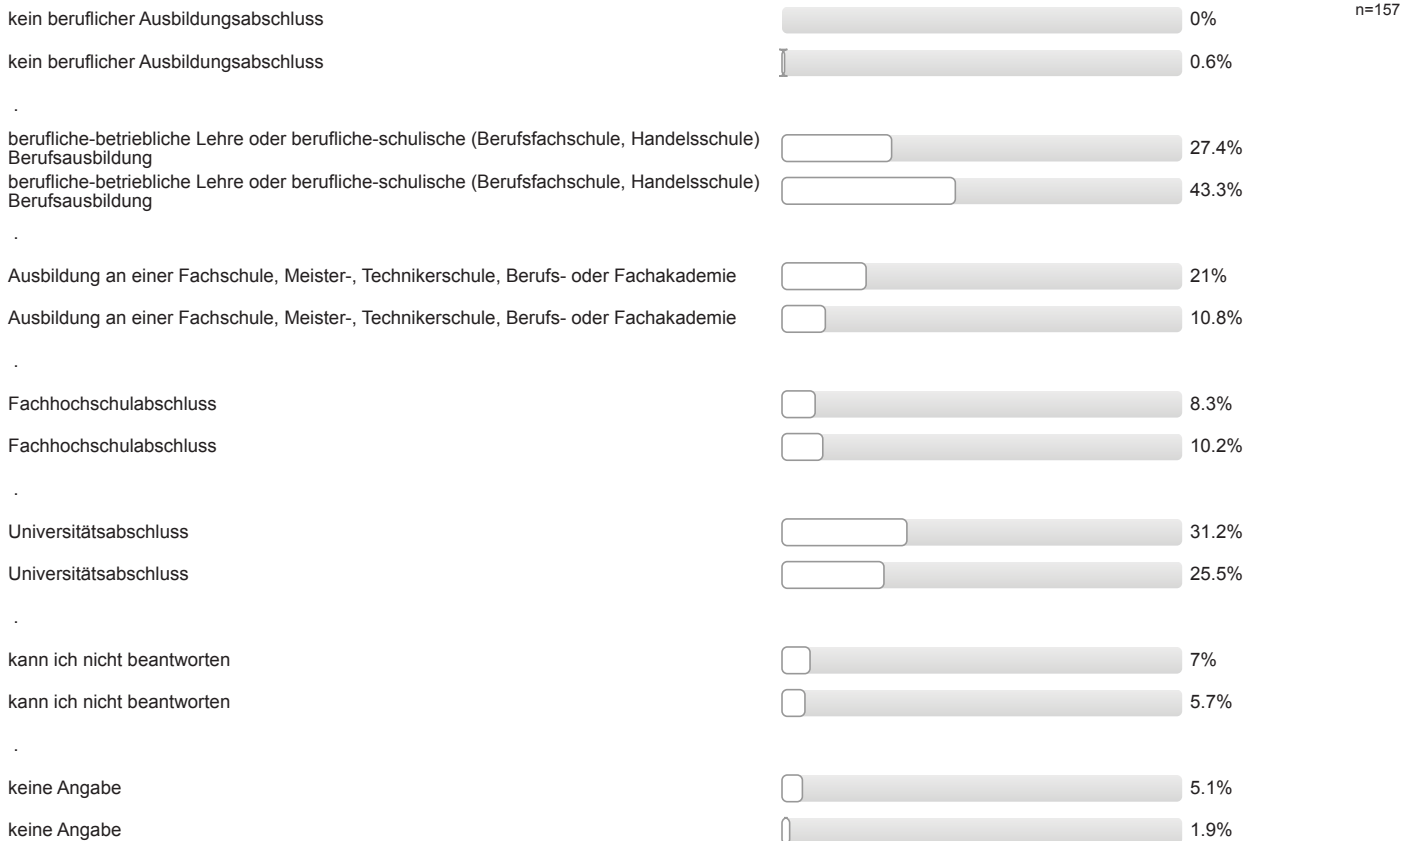 kein beruflicher Ausbildungsabschluss 0% n=157
kein beruflicher Ausbildungsabschluss 0.6%
.
berufliche-betriebliche Lehre oder berufliche-schulische (Berufsfachschule, Handelsschule)
Berufsausbildung 27.4%
berufliche-betriebliche Lehre oder berufliche-schulische (Berufsfachschule, Handelsschule)
Berufsausbildung 43.3%
.
Ausbildung an einer Fachschule, Meister-, Technikerschule, Berufs- oder Fachakademie 21%
Ausbildung an einer Fachschule, Meister-, Technikerschule, Berufs- oder Fachakademie 10.8%
.
Fachhochschulabschluss 8.3%
Fachhochschulabschluss 10.2%
.
Universitätsabschluss 31.2%
Universitätsabschluss 25.5%
.
kann ich nicht beantworten 7%
kann ich nicht beantworten 5.7%
.
keine Angabe 5.1%
keine Angabe 1.9%